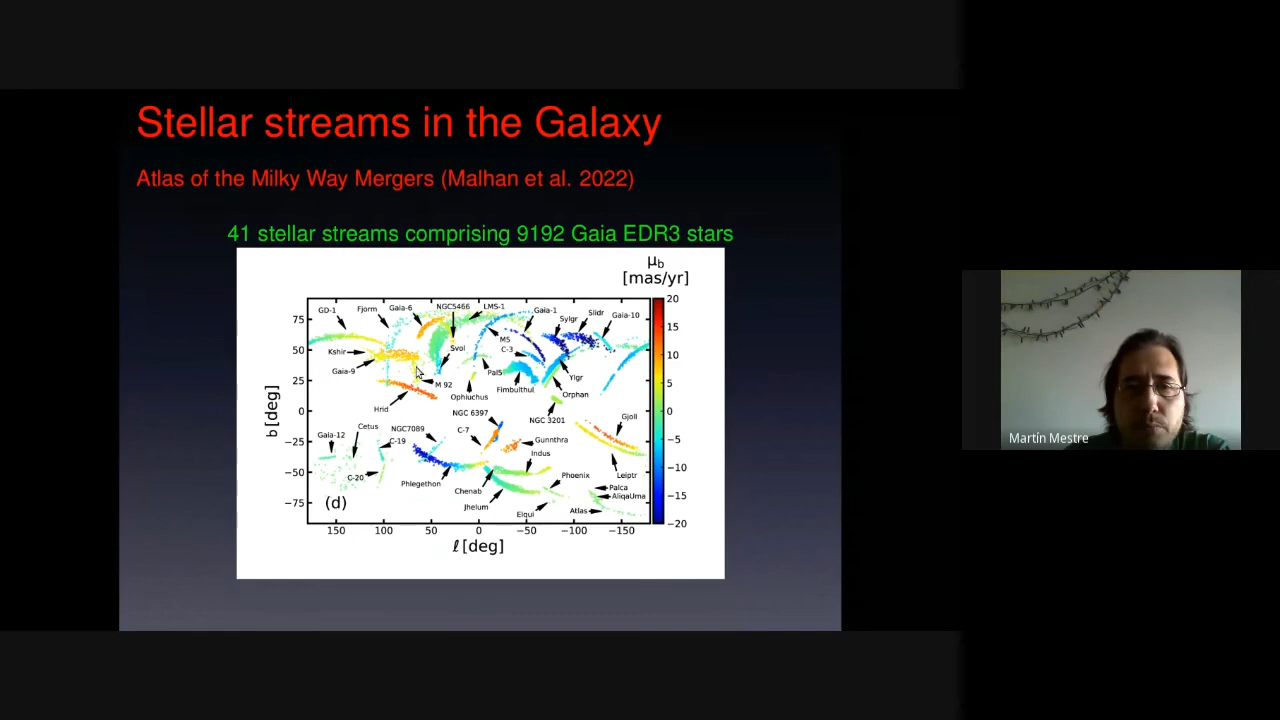 Stellar streams in the Galaxy
Atlas of the Milky Way Mergers (Malhan et al. 2022)
41 stellar streams comprising 9192 Gaia EDR3 stars
μb
[mas/yr]
GD-1
Fjorm
Gaia-6
NGC5466
LMS-1
Gaia-1
Sylgr
Slidr
Gaia-10
Kshir
Gaia-9
Svol
M5
C-3
Pal5
M 92
Ophiuchus
Fimbulthul
Ylgr
Orphan
Hrid
NGC 3201
NGC 6397
Gjoll
Gaia-12
Cetus
C-19
NGC7089
C-7
Gunnthra
Indus
C-20
Phlegethon
Chenab
Jhelum
Phoenix
Elqui
Leiptr
Palca
AliqaUma
Atlas
(d)
75
50
25
0
−25
−50
−75
b [deg]
150 100 50 0 −50 −100 −150
ℓ [deg]
20
15
10
5
0
−5
−10
−15
−20
Martín Mestre